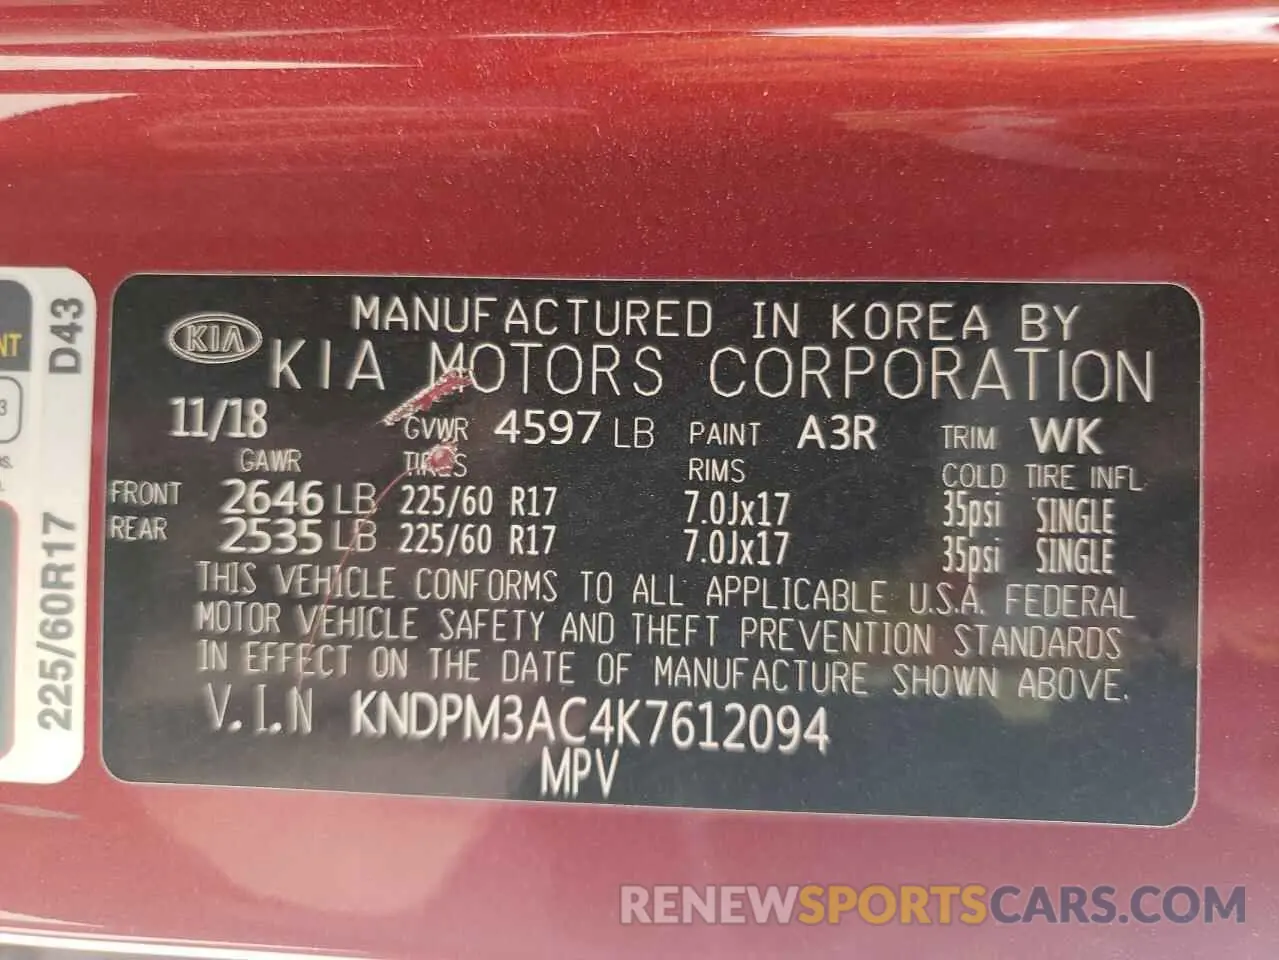 MANUFACTURED IN KOREA BY
KIA
KIA MOTORS CORPORATION
11/18 GVWR 4597 LB PAINT A3R TRIM WK
GAWR TIRES RIMS COLD TIRE INFL
FRONT 2646 LB 225/60 R17 7.0Jx17 35psi SINGLE
REAR 2535 LB 225/60 R17 7.0Jx17 35psi SINGLE
THIS VEHICLE CONFORMS TO ALL APPLICABLE U.S.A. FEDERAL
MOTOR VEHICLE SAFETY AND THEFT PREVENTION STANDARDS
IN EFFECT ON THE DATE OF MANUFACTURE SHOWN ABOVE.
V.I.N KNDPM3AC4K7612094
MPV
225/60R17 D43
NT
3
RENEWSPORTSCARS.COM